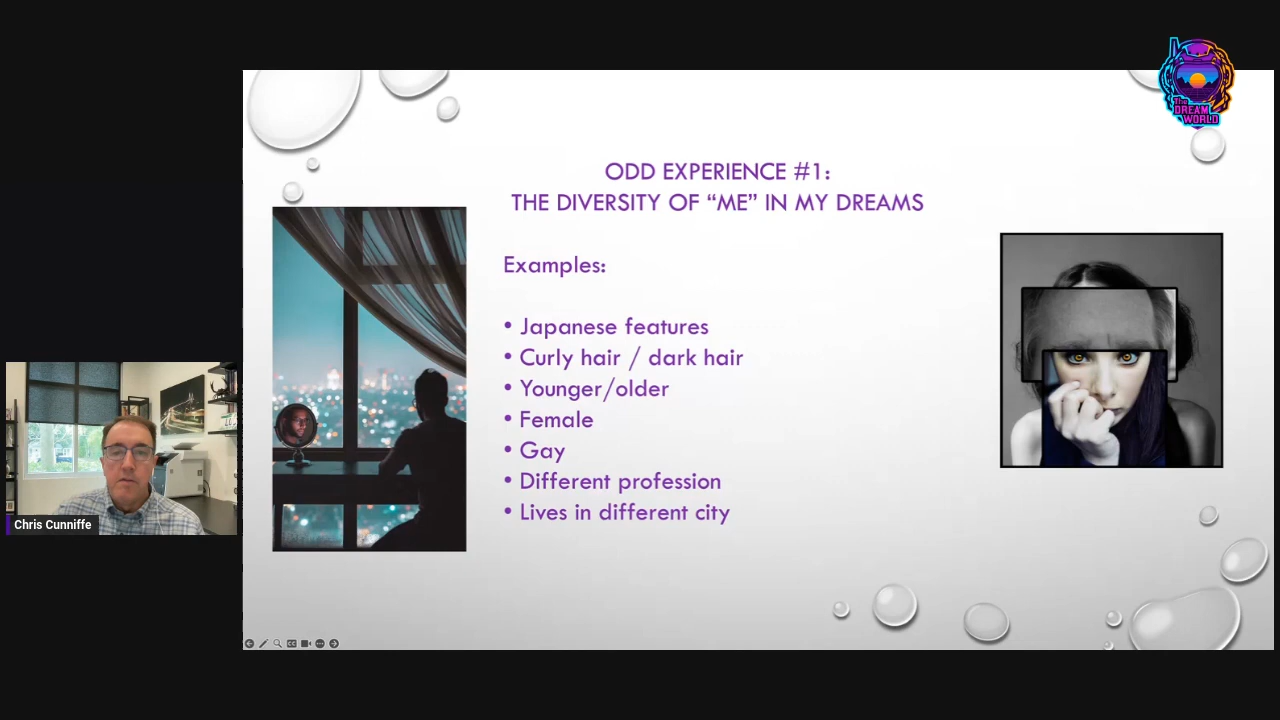 The
DREAM
WORLD
ODD EXPERIENCE #1:
THE DIVERSITY OF “ME” IN MY DREAMS
Examples:
• Japanese features
• Curly hair / dark hair
• Younger/older
• Female
• Gay
• Different profession
• Lives in different city
Chris Cunniffe